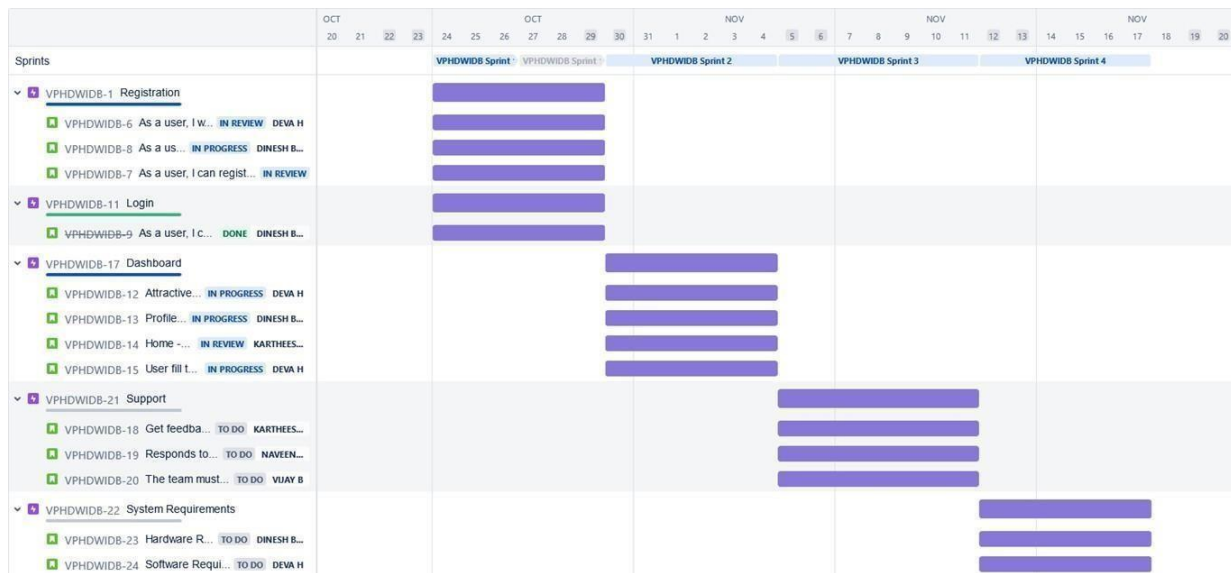 OCT OCT NOV NOV NOV
20 21 22 23 24 25 26 27 28 29 30 31 1 2 3 4 5 6 7 8 9 10 11 12 13 14 15 16 17 18 19 20
Sprints VPHDWIDB Sprint VPHDWIDB Sprint VPHDWIDB Sprint 2 VPHDWIDB Sprint 3 VPHDWIDB Sprint 4
VPHDWIDB-1 Registration
VPHDWIDB-6 As a user, I w... IN REVIEW DEVA H
VPHDWIDB-8 As a us... IN PROGRESS DINESH B...
VPHDWIDB-7 As a user, I can regist... IN REVIEW
VPHDWIDB-11 Login
VPHDWIDB-9 As a user, I c... DONE DINESH B...
VPHDWIDB-17 Dashboard
VPHDWIDB-12 Attractive... IN PROGRESS DEVA H
VPHDWIDB-13 Profile... IN PROGRESS DINESH B...
VPHDWIDB-14 Home -... IN REVIEW KARTHEES...
VPHDWIDB-15 User fill t... IN PROGRESS DEVA H
VPHDWIDB-21 Support
VPHDWIDB-18 Get feedba... TO DO KARTHEES...
VPHDWIDB-19 Responds to... TO DO NAVEEN...
VPHDWIDB-20 The team must... TO DO VIJAY B
VPHDWIDB-22 System Requirements
VPHDWIDB-23 Hardware R... TO DO DINESH B...
VPHDWIDB-24 Software Requi... TO DO DEVA H